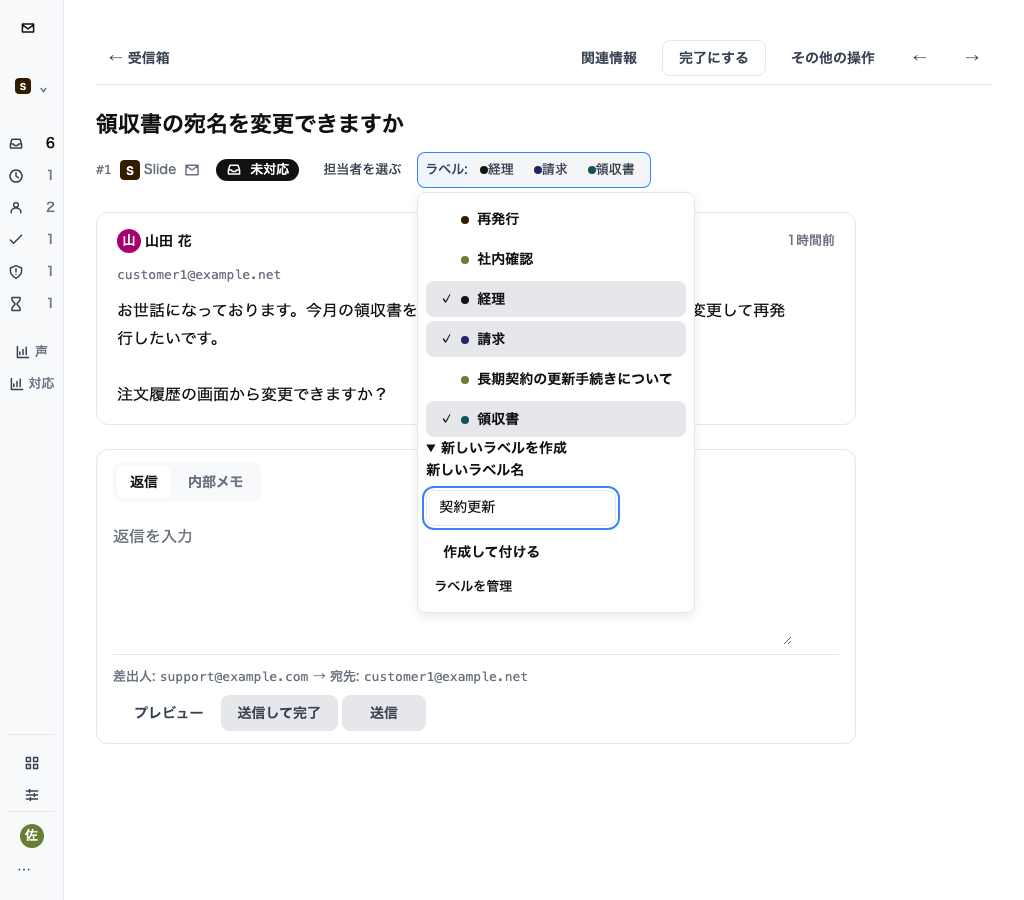 ← 受信箱
関連情報
完了にする
その他の操作
←
→
S
領収書の宛名を変更できますか
#1 S Slide 未対応 担当者を選ぶ ラベル: 経理 請求 領収書
6
1
2
1
1
1
声
対応
山 山田 花
1時間前
customer1@example.net
お世話になっております。今月の領収書を
変更して再発
行したいです。
注文履歴の画面から変更できますか？
再発行
社内確認
✓ 経理
✓ 請求
長期契約の更新手続きについて
✓ 領収書
▼ 新しいラベルを作成
新しいラベル名
契約更新
作成して付ける
ラベルを管理
返信 内部メモ
返信を入力
差出人: support@example.com → 宛先: customer1@example.net
プレビュー 送信して完了 送信
佐
…